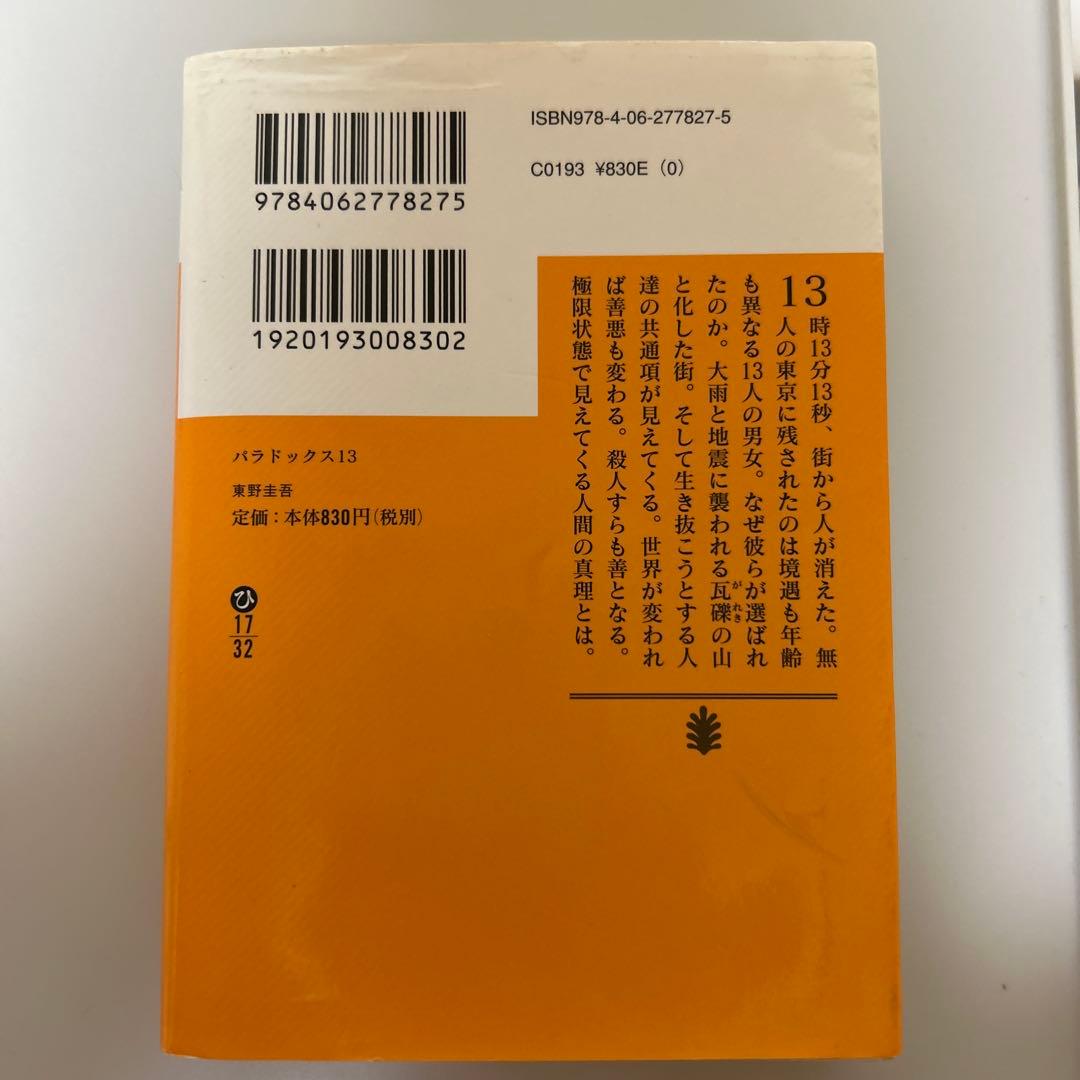 ISBN978-4-06-277827-5
C0193 ¥830E (0)
9784062778275
1920193008302
13時13分13秒、街から人が消えた。無
人の東京に残されたのは境遇も年齢
も異なる13人の男女。なぜ彼らが選ばれ
たのか。大雨と地震に襲われる瓦礫の山
がれき
と化した街。そして生き抜こうとする人
達の共通項が見えてくる。世界が変われ
ば善悪も変わる。殺人すらも善となる。
極限状態で見えてくる人間の真理とは。
パラドックス13
東野圭吾
定価：本体830円（税別）
ひ
17
32